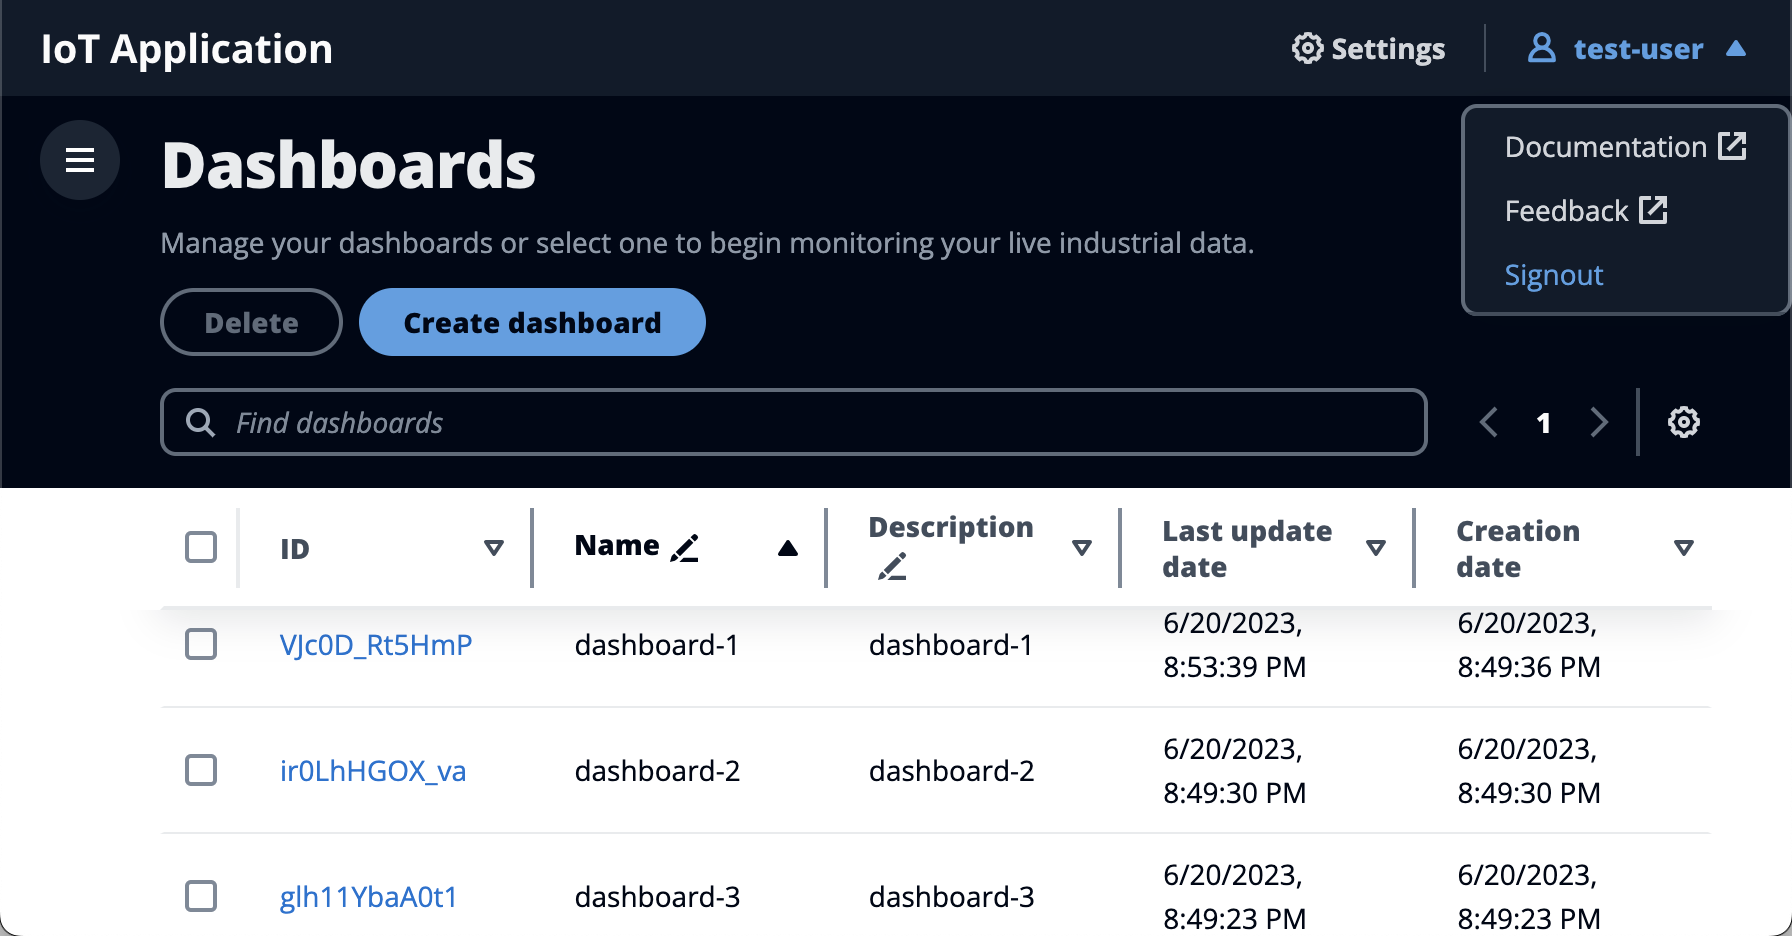 IoT Application
Settings
test-user
Documentation
Feedback
Signout
Dashboards
Manage your dashboards or select one to begin monitoring your live industrial data.
Delete
Create dashboard
Find dashboards
1
ID
Name
Description
Last update date
Creation date
VJc0D_Rt5HmP
dashboard-1
dashboard-1
6/20/2023,
8:53:39 PM
6/20/2023,
8:49:36 PM
ir0LhHGOX_va
dashboard-2
dashboard-2
6/20/2023,
8:49:30 PM
6/20/2023,
8:49:30 PM
glh11YbaA0t1
dashboard-3
dashboard-3
6/20/2023,
8:49:23 PM
6/20/2023,
8:49:23 PM